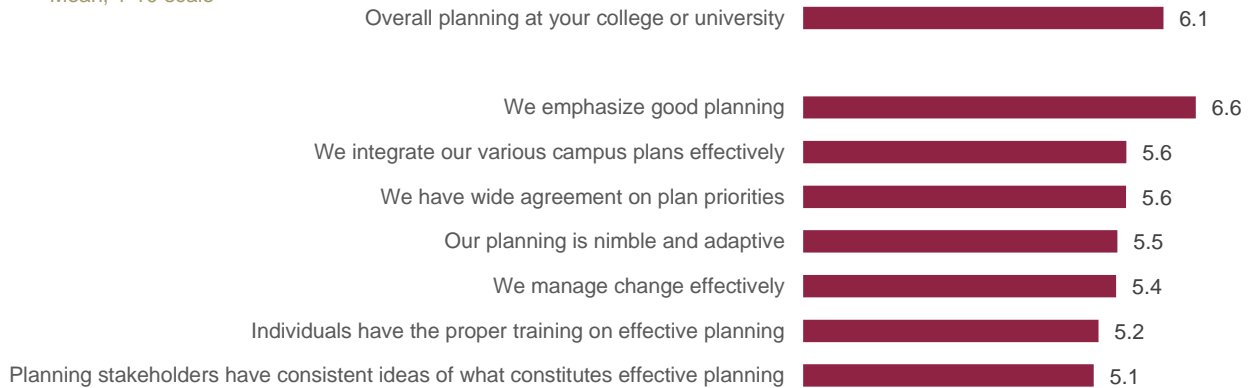 Overall planning at your college or university 6.1
We emphasize good planning 6.6
We integrate our various campus plans effectively 5.6
We have wide agreement on plan priorities 5.6
Our planning is nimble and adaptive 5.5
We manage change effectively 5.4
Individuals have the proper training on effective planning 5.2
Planning stakeholders have consistent ideas of what constitutes effective planning 5.1